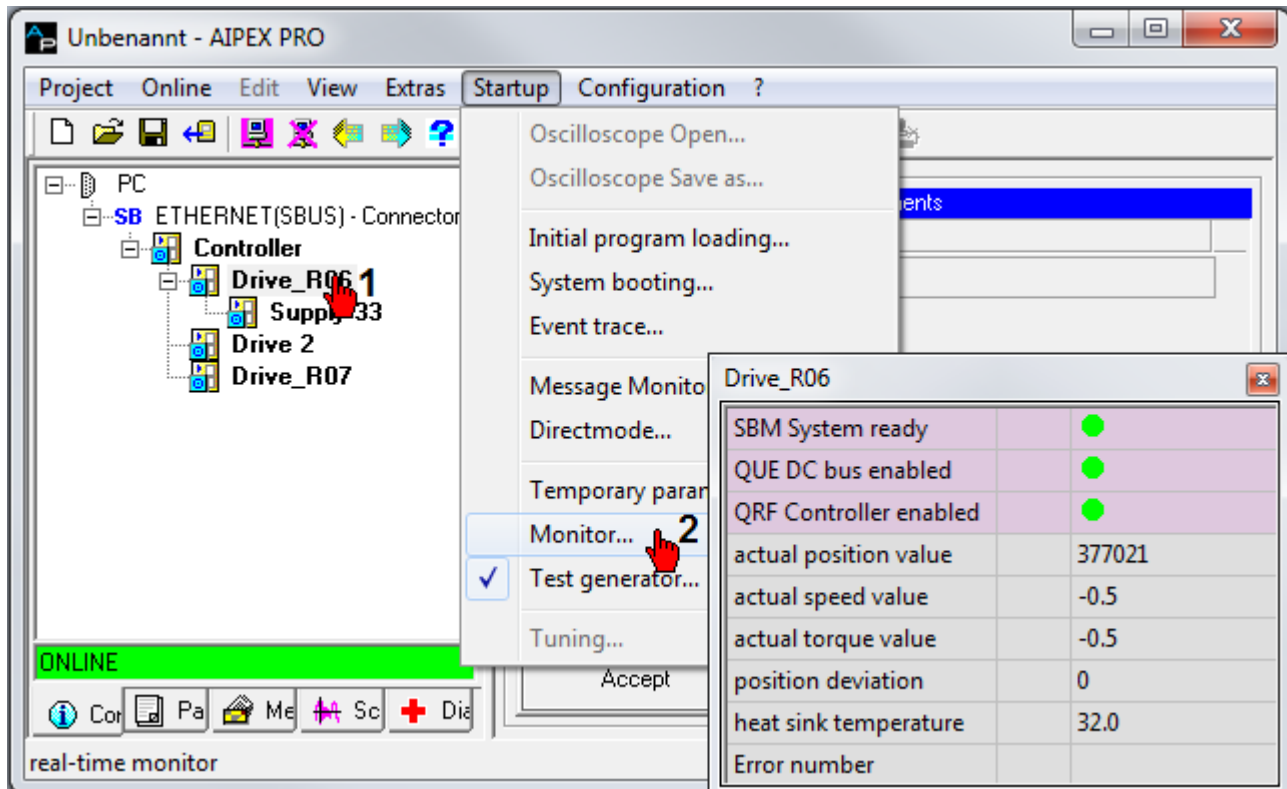 Unbenannt - AIPEX PRO
Project Online Edit View Extras Startup Configuration ?
PC
SB ETHERNET(SBUS) - Connector
Controller
Drive_R06 1
33
Drive 2
Drive_R07
ONLINE
real-time monitor
Oscilloscope Open...
Oscilloscope Save as...
Initial program loading...
System booting...
Event trace...
Message Monito
Directmode...
Temporary param
Monitor... 2
Test generator...
Tuning...
Accept
Drive_R06
SBM System ready
QUE DC bus enabled
QRF Controller enabled
actual position value 377021
actual speed value -0.5
actual torque value -0.5
position deviation 0
heat sink temperature 32.0
Error number